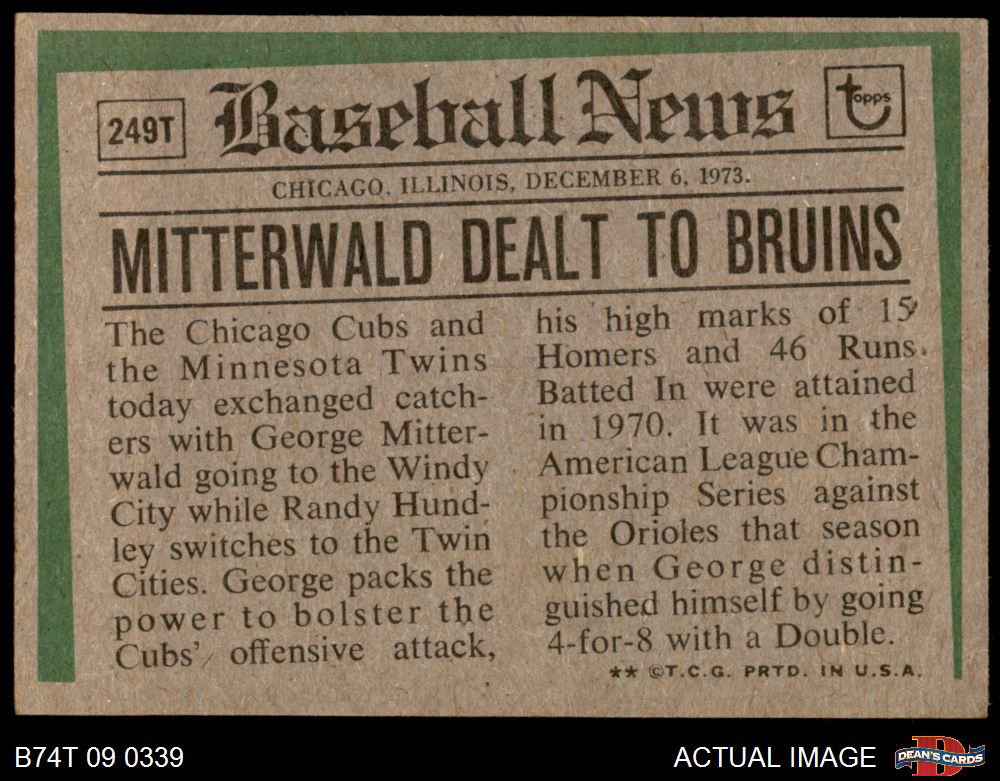 249T
Baseball News
topps
CHICAGO, ILLINOIS, DECEMBER 6, 1973.
MITTERWALD DEALT TO BRUINS
The Chicago Cubs and
the Minnesota Twins
today exchanged catch-
ers with George Mitter-
wald going to the Windy
City while Randy Hund-
ley switches to the Twin
Cities. George packs the
power to bolster the
Cubs' offensive attack,
his high marks of 15
Homers and 46 Runs
Batted In were attained
in 1970. It was in the
American League Cham-
pionship Series against
the Orioles that season
when George distin-
guished himself by going
4-for-8 with a Double.
** ©T.C.G. PRTD. IN U.S.A.
B74T 09 0339
ACTUAL IMAGE
DEAN'S CARDS